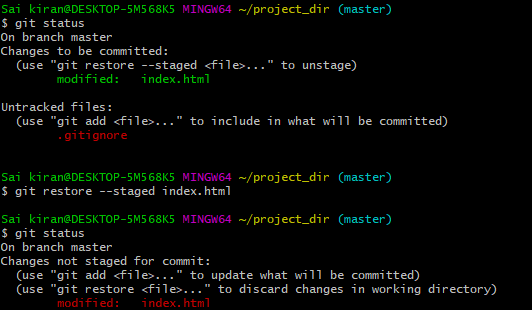 Sai kiran@DESKTOP-5M568K5 MINGW64 ~/project_dir (master)
$ git status
On branch master
Changes to be committed:
  (use "git restore --staged <file>..." to unstage)
        modified:   index.html

Untracked files:
  (use "git add <file>..." to include in what will be committed)
        .gitignore

Sai kiran@DESKTOP-5M568K5 MINGW64 ~/project_dir (master)
$ git restore --staged index.html

Sai kiran@DESKTOP-5M568K5 MINGW64 ~/project_dir (master)
$ git status
On branch master
Changes not staged for commit:
  (use "git add <file>..." to update what will be committed)
  (use "git restore <file>..." to discard changes in working directory)
        modified:   index.html